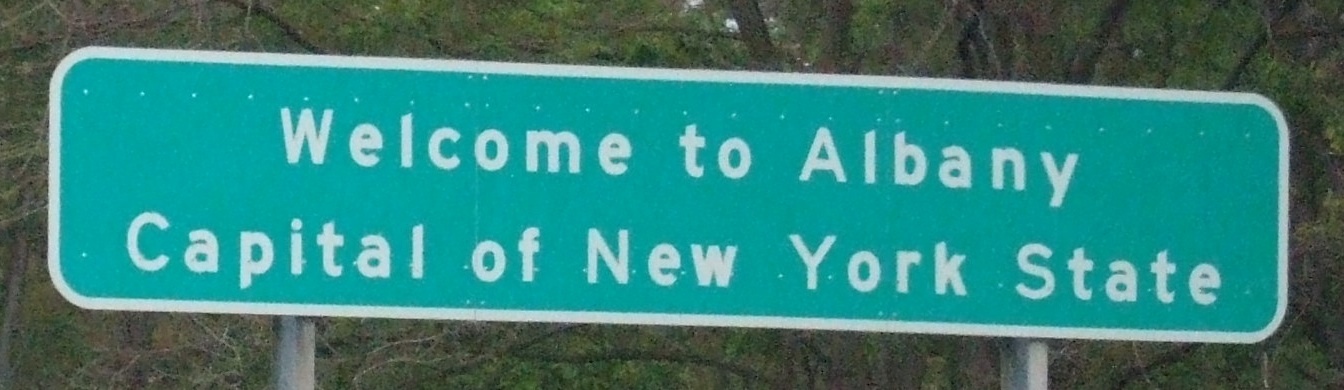 Welcome to Albany
Capital of New York State